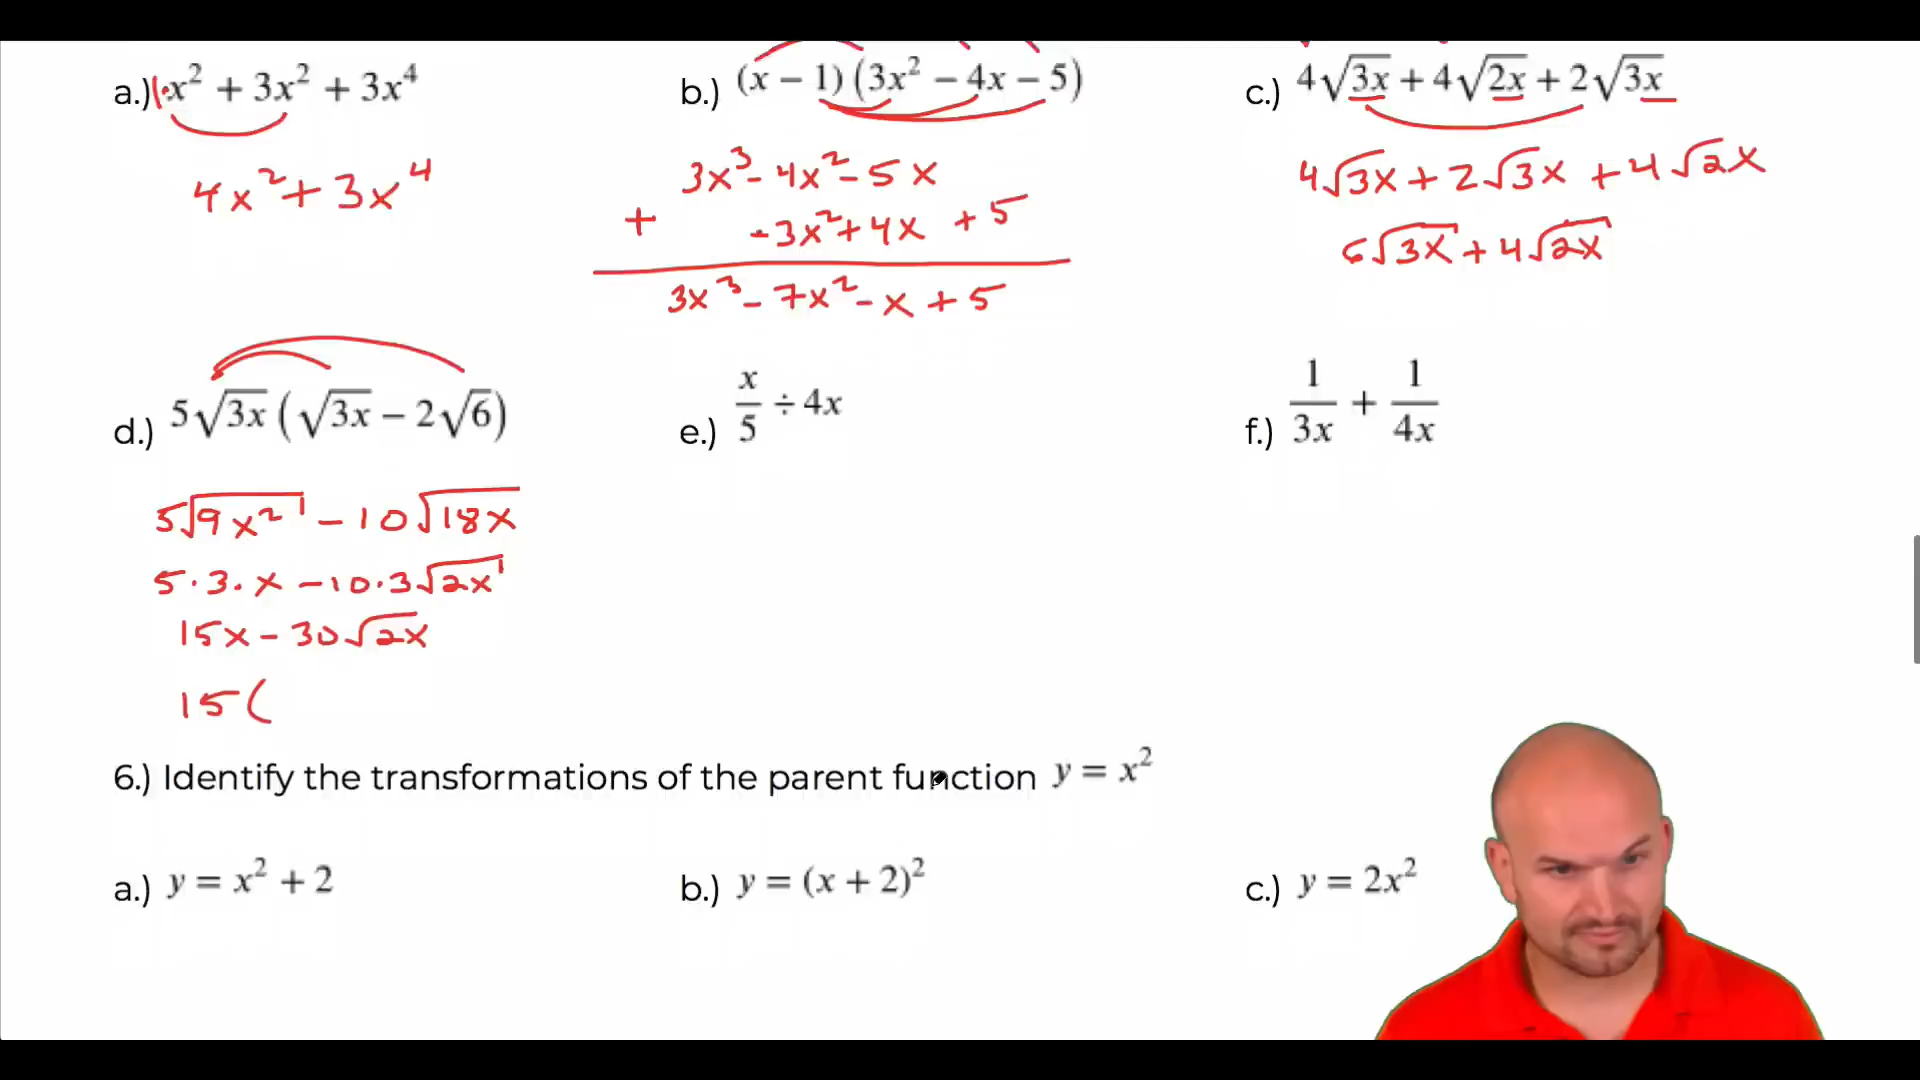 a.) 1·x² + 3x² + 3x⁴
4x² + 3x⁴
b.) (x − 1)(3x² − 4x − 5)
3x³ - 4x² - 5x
+ -3x² + 4x + 5
3x³ - 7x² - x + 5
c.) 4√3x + 4√2x + 2√3x
4√3x + 2√3x + 4√2x
6√3x + 4√2x
d.) 5√3x (√3x − 2√6)
5√9x² - 10√18x
5·3·x - 10·3√2x
15x - 30√2x
15(
e.) x/5 ÷ 4x
f.) 1/3x + 1/4x
6.) Identify the transformations of the parent function y = x²
a.) y = x² + 2
b.) y = (x + 2)²
c.) y = 2x²